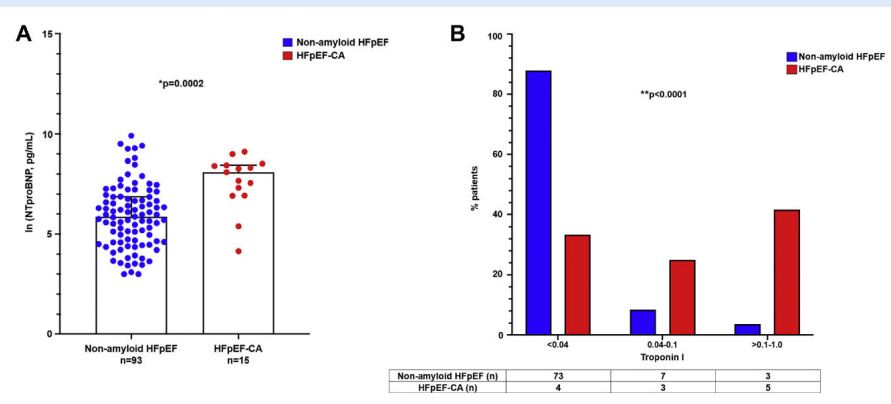 A
15
10
5
0
ln (NTproBNP, pg/mL)
*p=0.0002
Non-amyloid HFpEF
HFpEF-CA
Non-amyloid HFpEF
n=93
HFpEF-CA
n=15
B
100
80
60
40
20
0
% patients
**p<0.0001
Non-amyloid HFpEF
HFpEF-CA
<0.04 0.04-0.1 >0.1-1.0
Troponin I
Non-amyloid HFpEF (n) 73 7 3
HFpEF-CA (n) 4 3 5